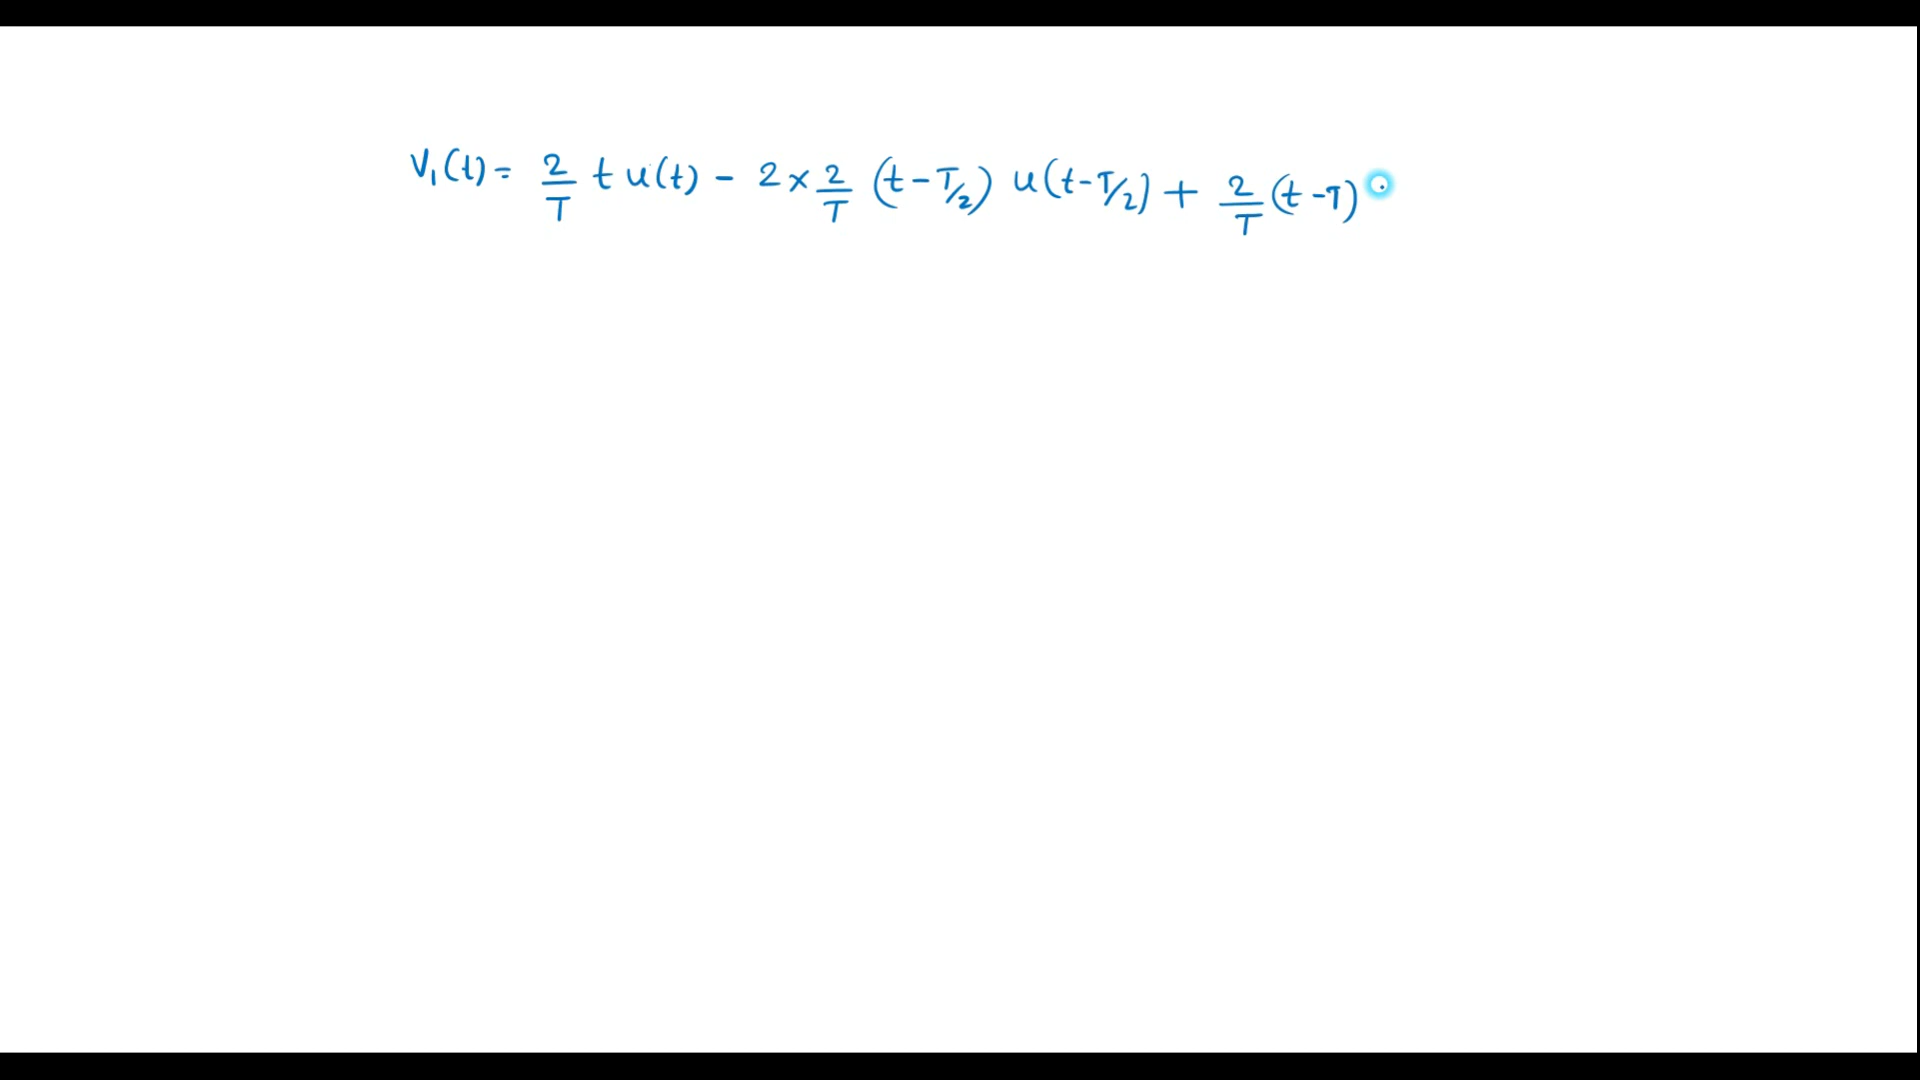 V₁(t) = 2/T t u(t) - 2 × 2/T (t - T/2) u(t - T/2) + 2/T (t - T)